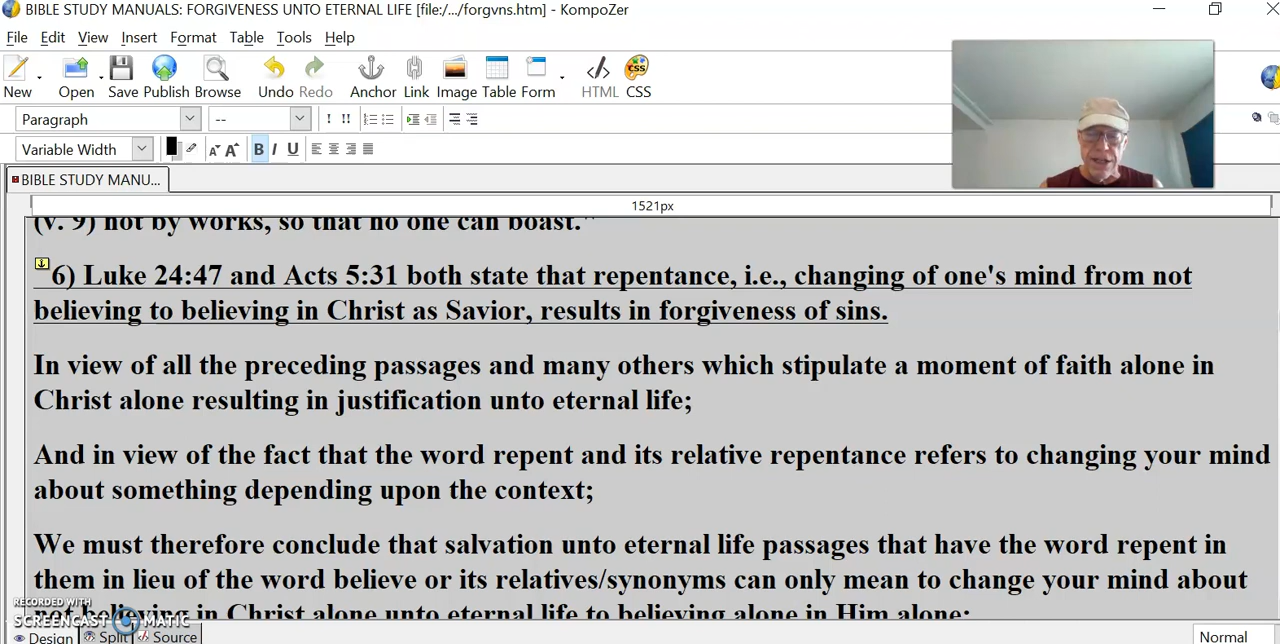 BIBLE STUDY MANUALS: FORGIVENESS UNTO ETERNAL LIFE [file:/.../forgvns.htm] - KompoZer
File Edit View Insert Format Table Tools Help
New Open Save Publish Browse Undo Redo Anchor Link Image Table Form HTML CSS
Paragraph -- ! !!
Variable Width A A B I U
BIBLE STUDY MANU...
1521px
(v. 9) not by works, so that no one can boast."
6) Luke 24:47 and Acts 5:31 both state that repentance, i.e., changing of one's mind from not
believing to believing in Christ as Savior, results in forgiveness of sins.
In view of all the preceding passages and many others which stipulate a moment of faith alone in
Christ alone resulting in justification unto eternal life;
And in view of the fact that the word repent and its relative repentance refers to changing your mind
about something depending upon the context;
We must therefore conclude that salvation unto eternal life passages that have the word repent in
them in lieu of the word believe or its relatives/synonyms can only mean to change your mind about
not believing in Christ alone unto eternal life to believing alone in Him alone;
RECORDED WITH
SCREENCAST MATIC
Design Split Source
Normal